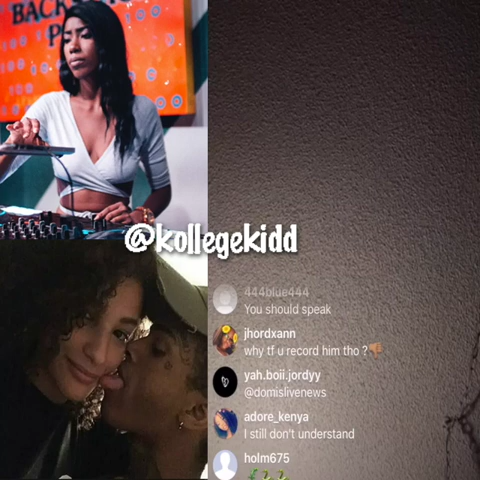 BACKS
P
@kollegekidd
444blue444
You should speak
jhordxann
why tf u record him tho ?👎🏾
yah.boii.jordyy
@domislivenews
adore_kenya
I still don't understand
holm675